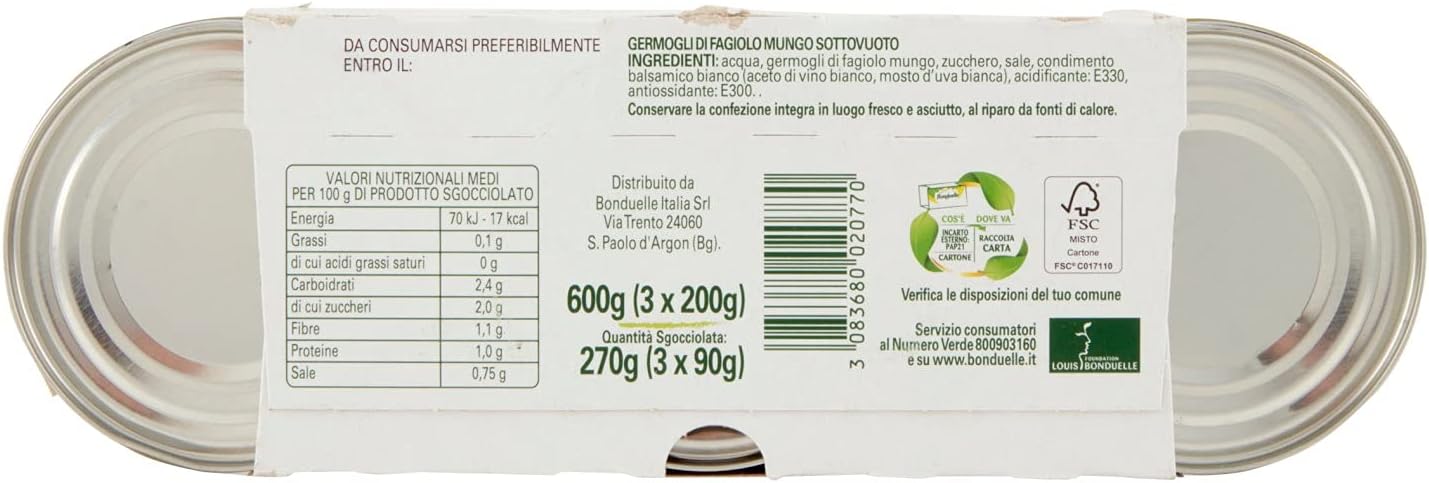 DA CONSUMARSI PREFERIBILMENTE
ENTRO IL:
GERMOGLI DI FAGIOLO MUNGO SOTTOVUOTO
INGREDIENTI: acqua, germogli di fagiolo mungo, zucchero, sale, condimento
balsamico bianco (aceto di vino bianco, mosto d'uva bianca), acidificante: E330,
antiossidante: E300. .
Conservare la confezione integra in luogo fresco e asciutto, al riparo da fonti di calore.
VALORI NUTRIZIONALI MEDI
PER 100 g DI PRODOTTO SGOCCIOLATO
Energia 70 kJ - 17 kcal
Grassi 0,1 g
di cui acidi grassi saturi 0 g
Carboidrati 2,4 g
di cui zuccheri 2,0 g
Fibre 1,1 g
Proteine 1,0 g
Sale 0,75 g
Distribuito da
Bonduelle Italia Srl
Via Trento 24060
S. Paolo d'Argon (Bg).
600g (3 x 200g)
Quantità Sgocciolata:
270g (3 x 90g)
3 083680 020770
Bonduelle
COS'È DOVE VA
INCARTO
ESTERNO:
PAP21
CARTONE
RACCOLTA
CARTA
FSC
MISTO
Cartone
FSC® C017110
Verifica le disposizioni del tuo comune
Servizio consumatori
al Numero Verde 800903160
e su www.bonduelle.it
FOUNDATION
LOUIS BONDUELLE